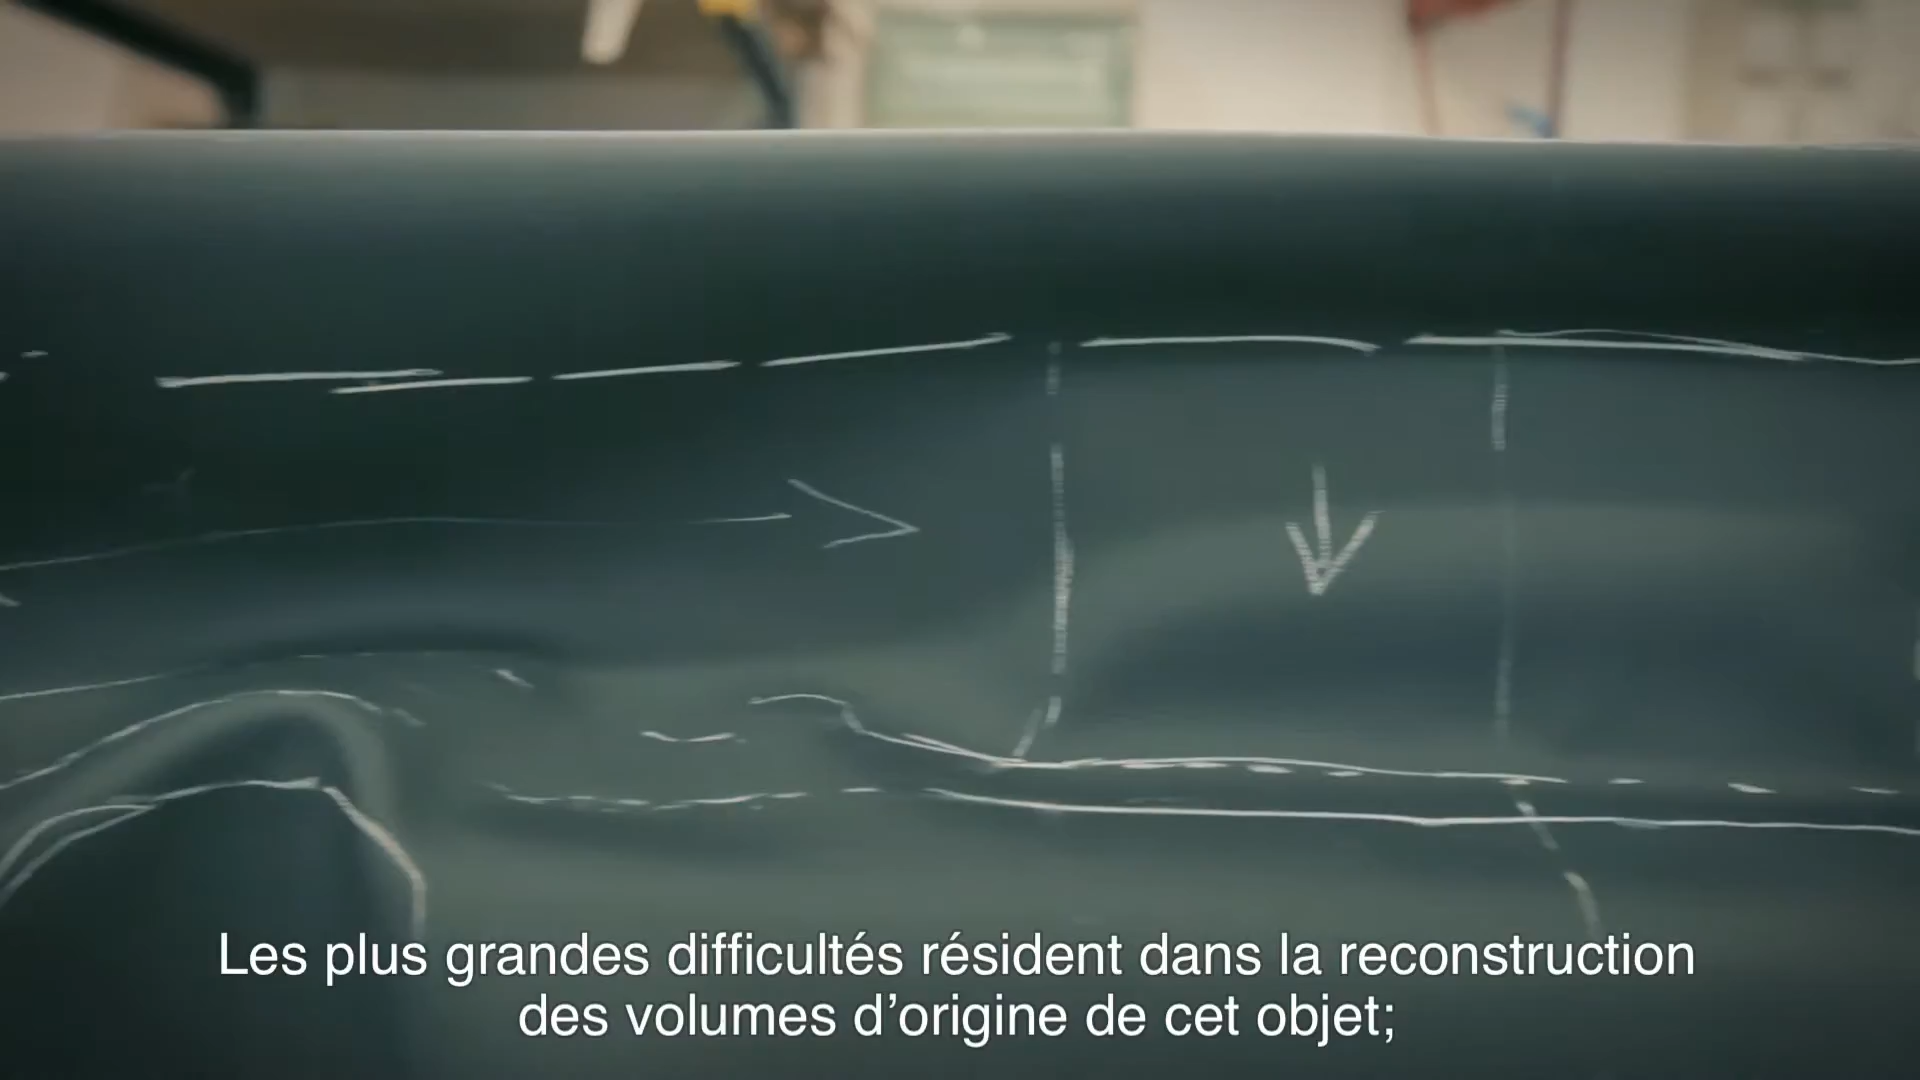 Les plus grandes difficultés résident dans la reconstruction
des volumes d’origine de cet objet;